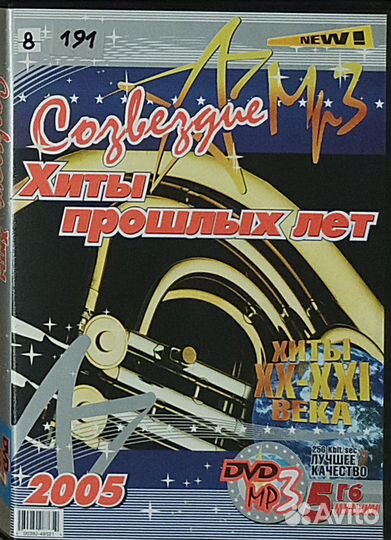 8 191
NEW!
Созвездие Mp3
Хиты
прошлых лет
ХИТЫ
XX-XXI
ВЕКА
256 Kbit/sec
ЛУЧШЕЕ
КАЧЕСТВО
DVD
MP3
5 Гб
2005
Avito